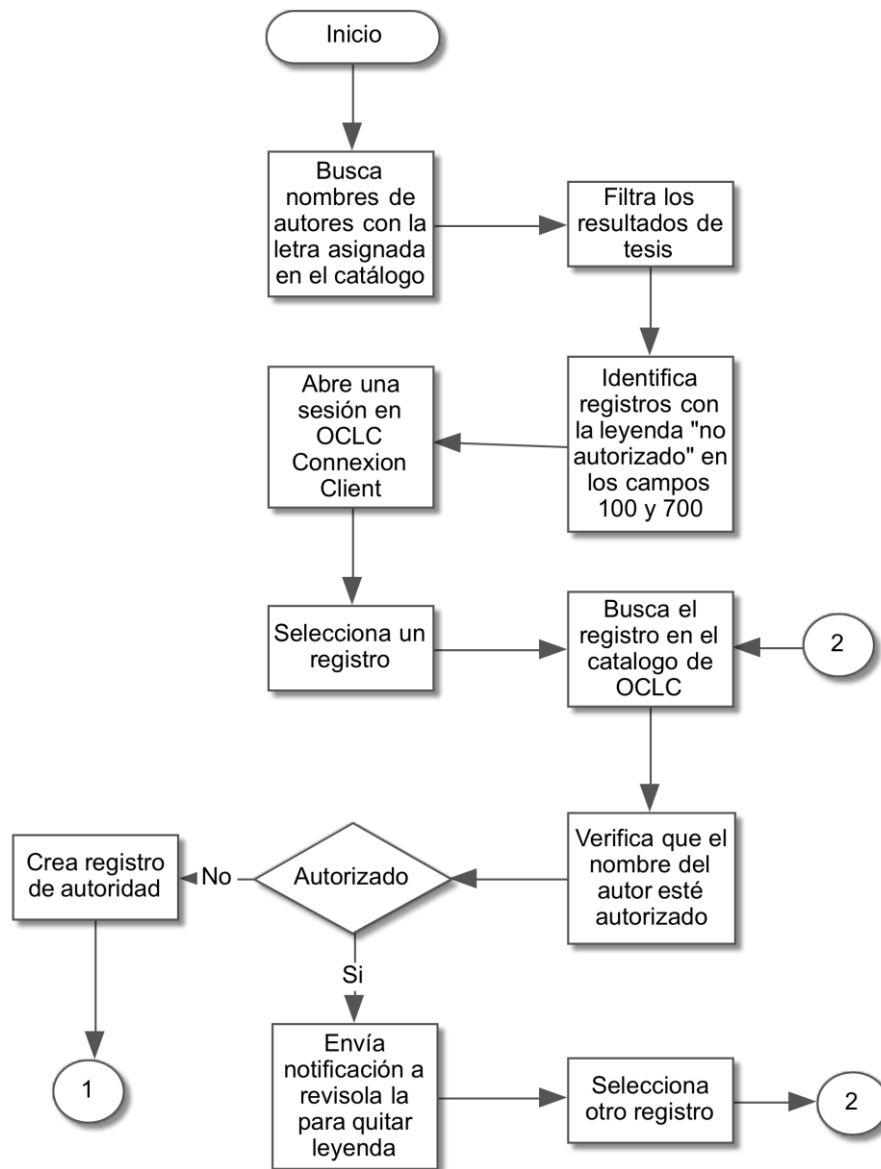 Inicio
Busca
nombres de
autores con la
letra asignada
en el catálogo
Filtra los
resultados de
tesis
Identifica
registros con
la leyenda "no
autorizado" en
los campos
100 y 700
Abre una
sesión en
OCLC
Connexion
Client
Selecciona un
registro
Busca el
registro en el
catalogo de
OCLC
2
Verifica que el
nombre del
autor esté
autorizado
Autorizado
No
Crea registro
de autoridad
1
Si
Envía
notificación a
revisola la
para quitar
leyenda
Selecciona
otro registro
2